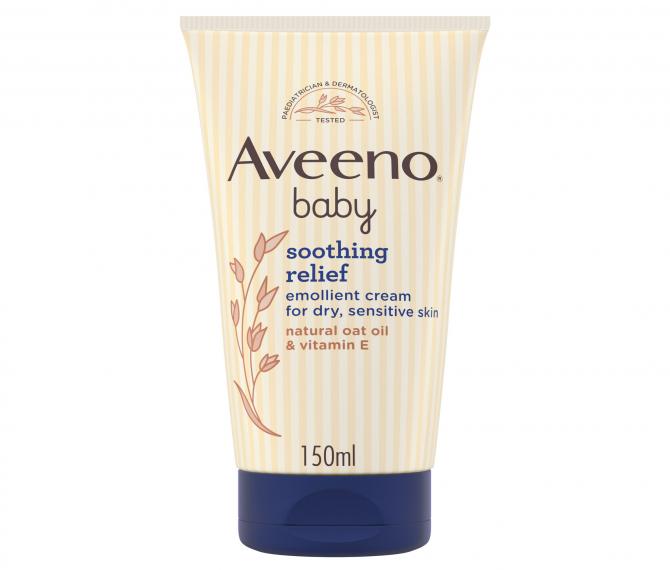 PAEDIATRICIAN & DERMATOLOGIST
TESTED
Aveeno®
baby
soothing
relief
emollient cream
for dry, sensitive skin
natural oat oil
& vitamin E
150ml